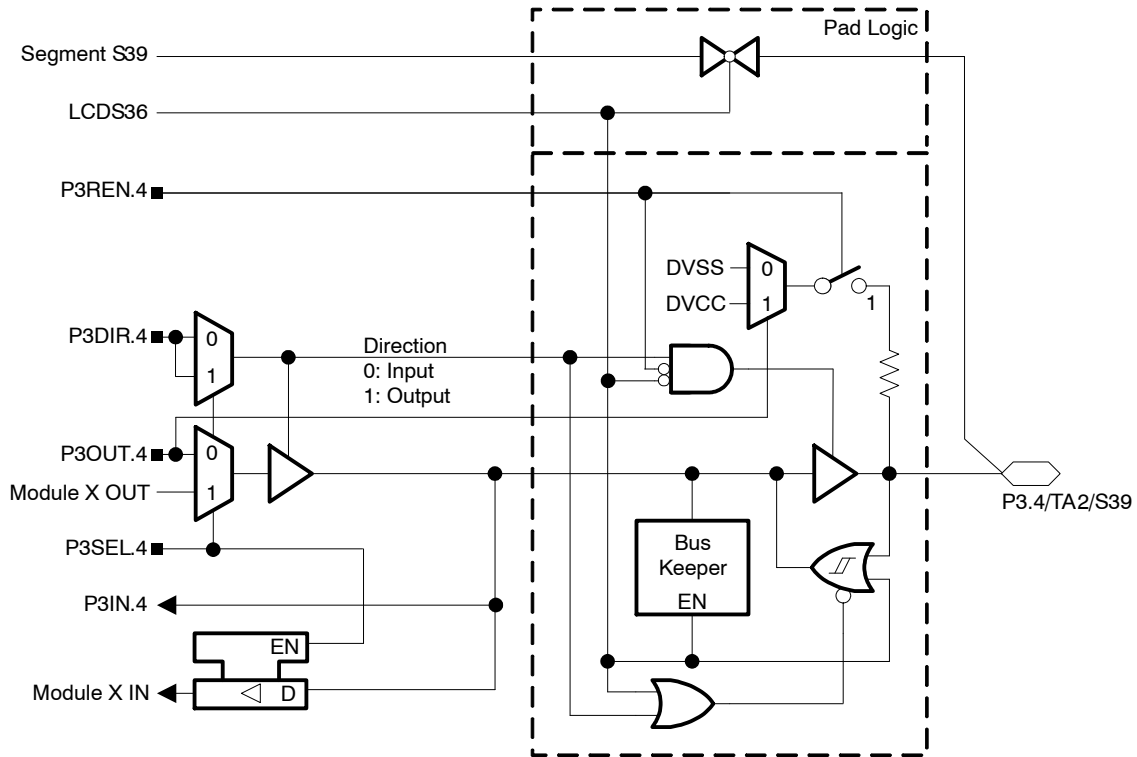 Pad Logic
Segment S39
LCDS36
P3REN.4
DVSS
0
DVCC
1
1
P3DIR.4
0
1
Direction
0: Input
1: Output
P3OUT.4
0
Module X OUT
1
P3.4/TA2/S39
P3SEL.4
Bus
Keeper
EN
P3IN.4
EN
Module X IN
D